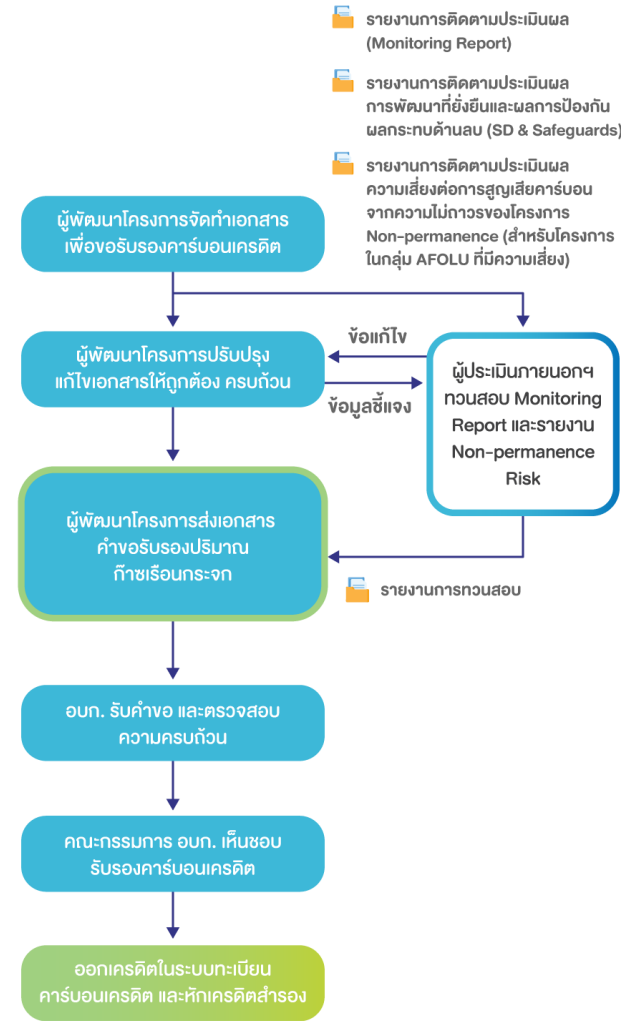 รายงานการติดตามประเมินผล
(Monitoring Report)
รายงานการติดตามประเมินผล
การพัฒนาที่ยั่งยืนและผลการป้องกัน
ผลกระทบด้านลบ (SD & Safeguards)
รายงานการติดตามประเมินผล
ความเสี่ยงต่อการสูญเสียคาร์บอน
จากความไม่ถาวรของโครงการ
Non-permanence (สำหรับโครงการ
ในกลุ่ม AFOLU ที่มีความเสี่ยง)
ผู้พัฒนาโครงการจัดทำเอกสาร
เพื่อขอรับรองคาร์บอนเครดิต
ผู้พัฒนาโครงการปรับปรุง
แก้ไขเอกสารให้ถูกต้อง ครบถ้วน
ข้อแก้ไข
ข้อมูลชี้แจง
ผู้ประเมินภายนอกฯ
ทวนสอบ Monitoring
Report และรายงาน
Non-permanence
Risk
ผู้พัฒนาโครงการส่งเอกสาร
คำขอรับรองปริมาณ
ก๊าซเรือนกระจก
รายงานการทวนสอบ
อบก. รับคำขอ และตรวจสอบ
ความครบถ้วน
คณะกรรมการ อบก. เห็นชอบ
รับรองคาร์บอนเครดิต
ออกเครดิตในระบบทะเบียน
คาร์บอนเครดิต และหักเครดิตสำรอง